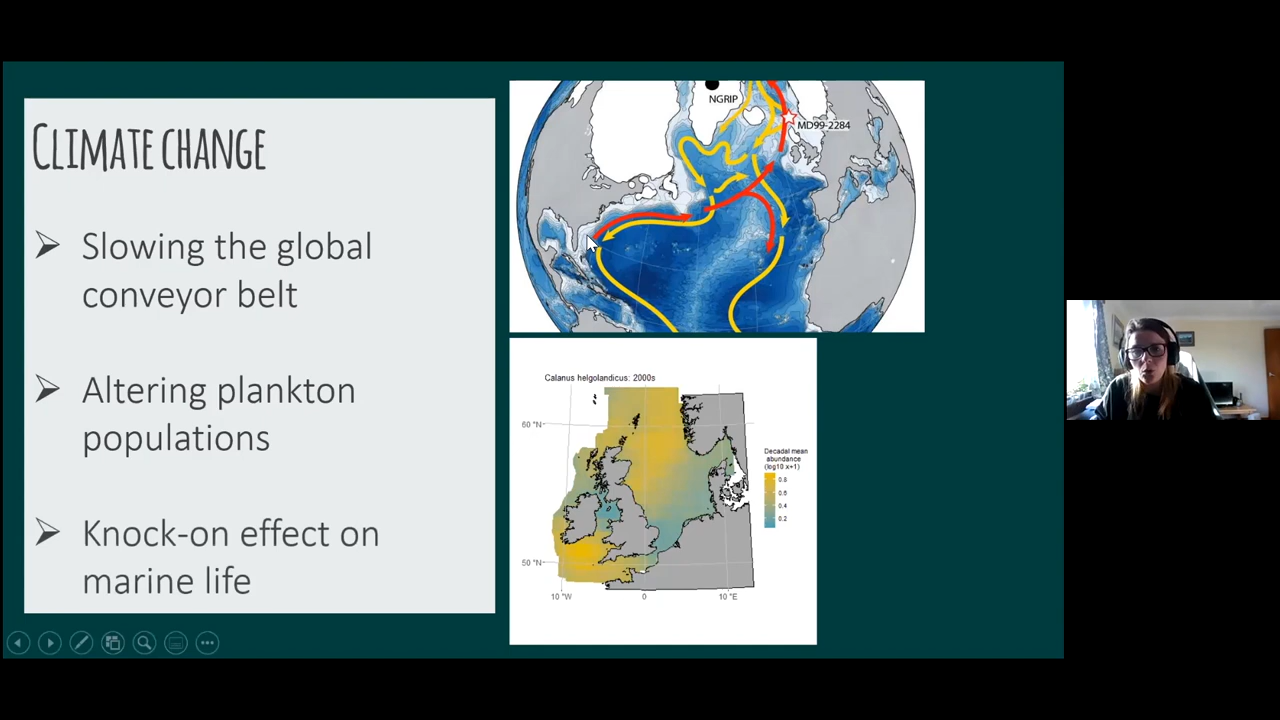 CLIMATE CHANGE
Slowing the global
conveyor belt
Altering plankton
populations
Knock-on effect on
marine life
NGRIP
MD99-2284
Calanus helgolandicus: 2000s
60 °N
50 °N
10 °W
0
10 °E
Decadal mean
abundance
(log10 x+1)
0.8
0.6
0.4
0.2